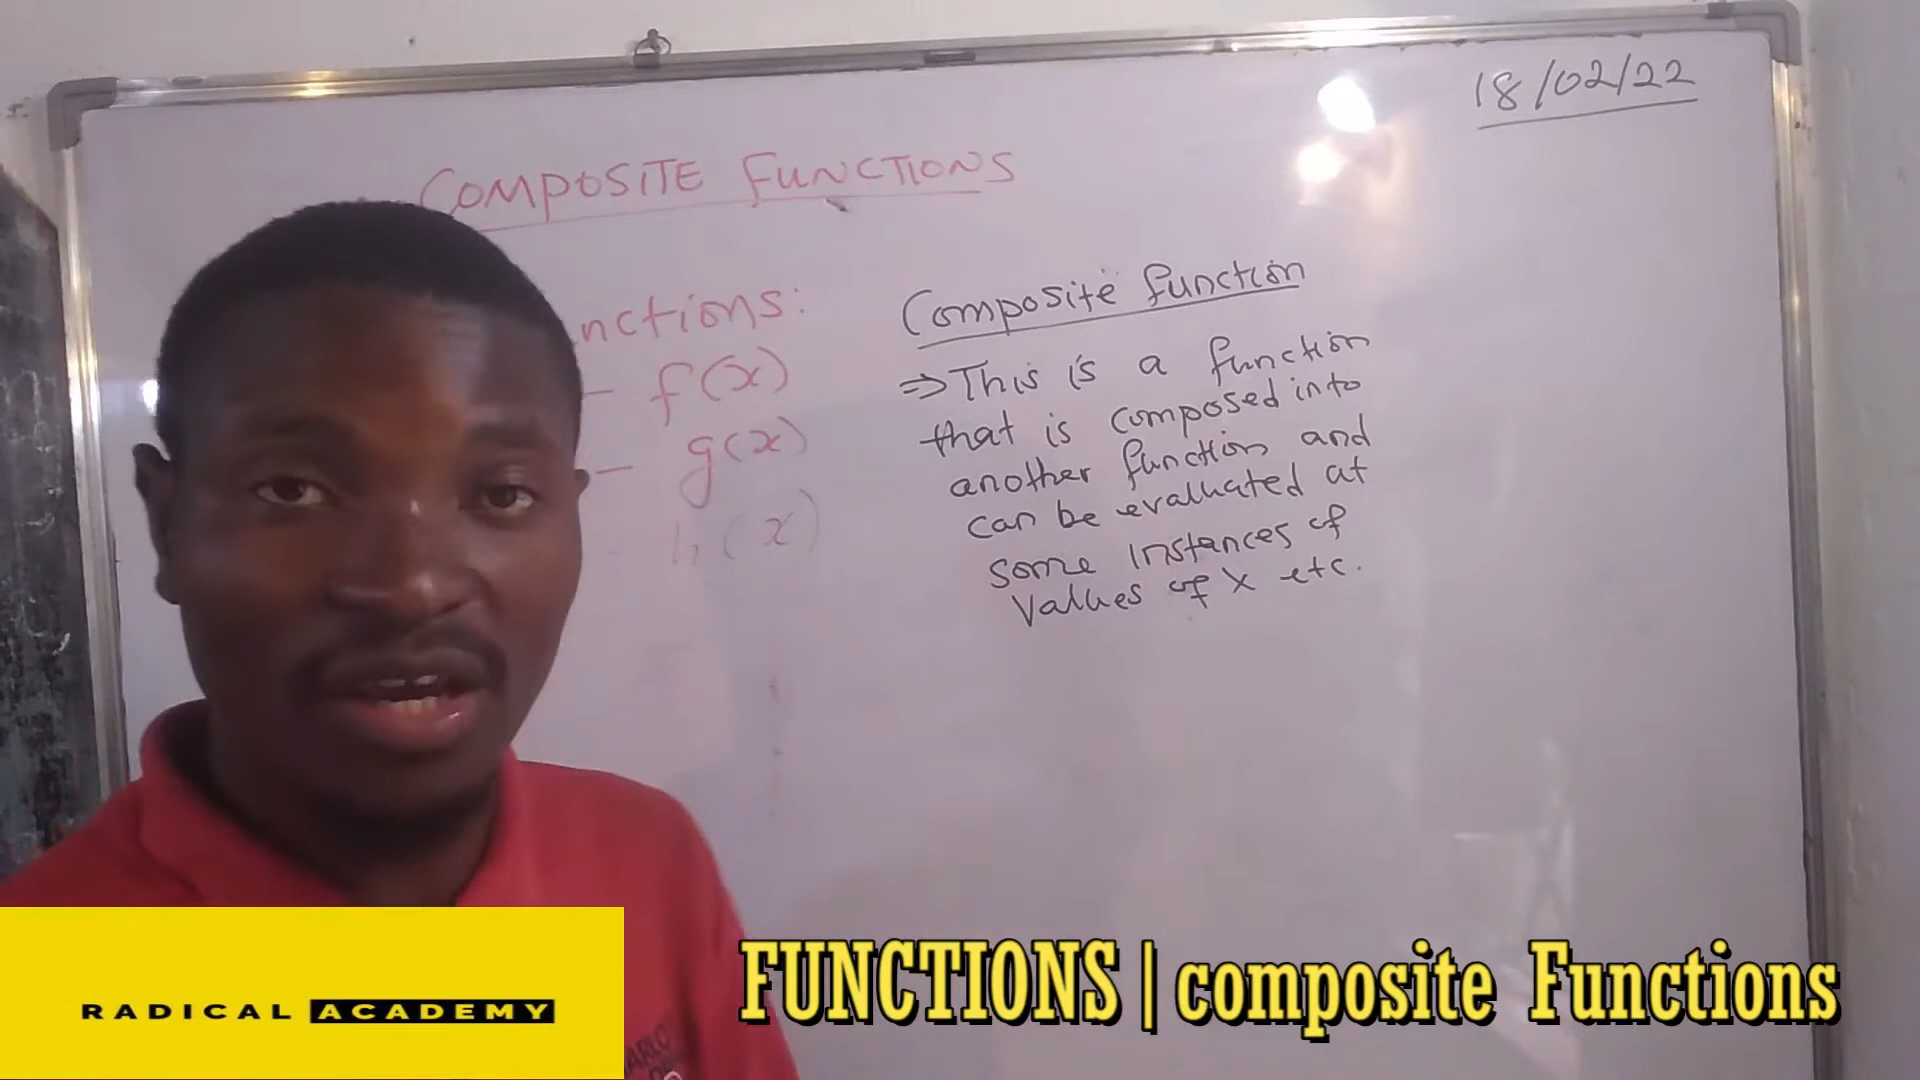 18/02/22
COMPOSITE FUNCTIONS
nctions:
– f(x)
– g(x)
h(x)
Composite function
⇒ This is a function
that is composed into
another function and
can be evaluated at
some instances of
values of x etc.
RADICAL ACADEMY
FUNCTIONS | composite Functions